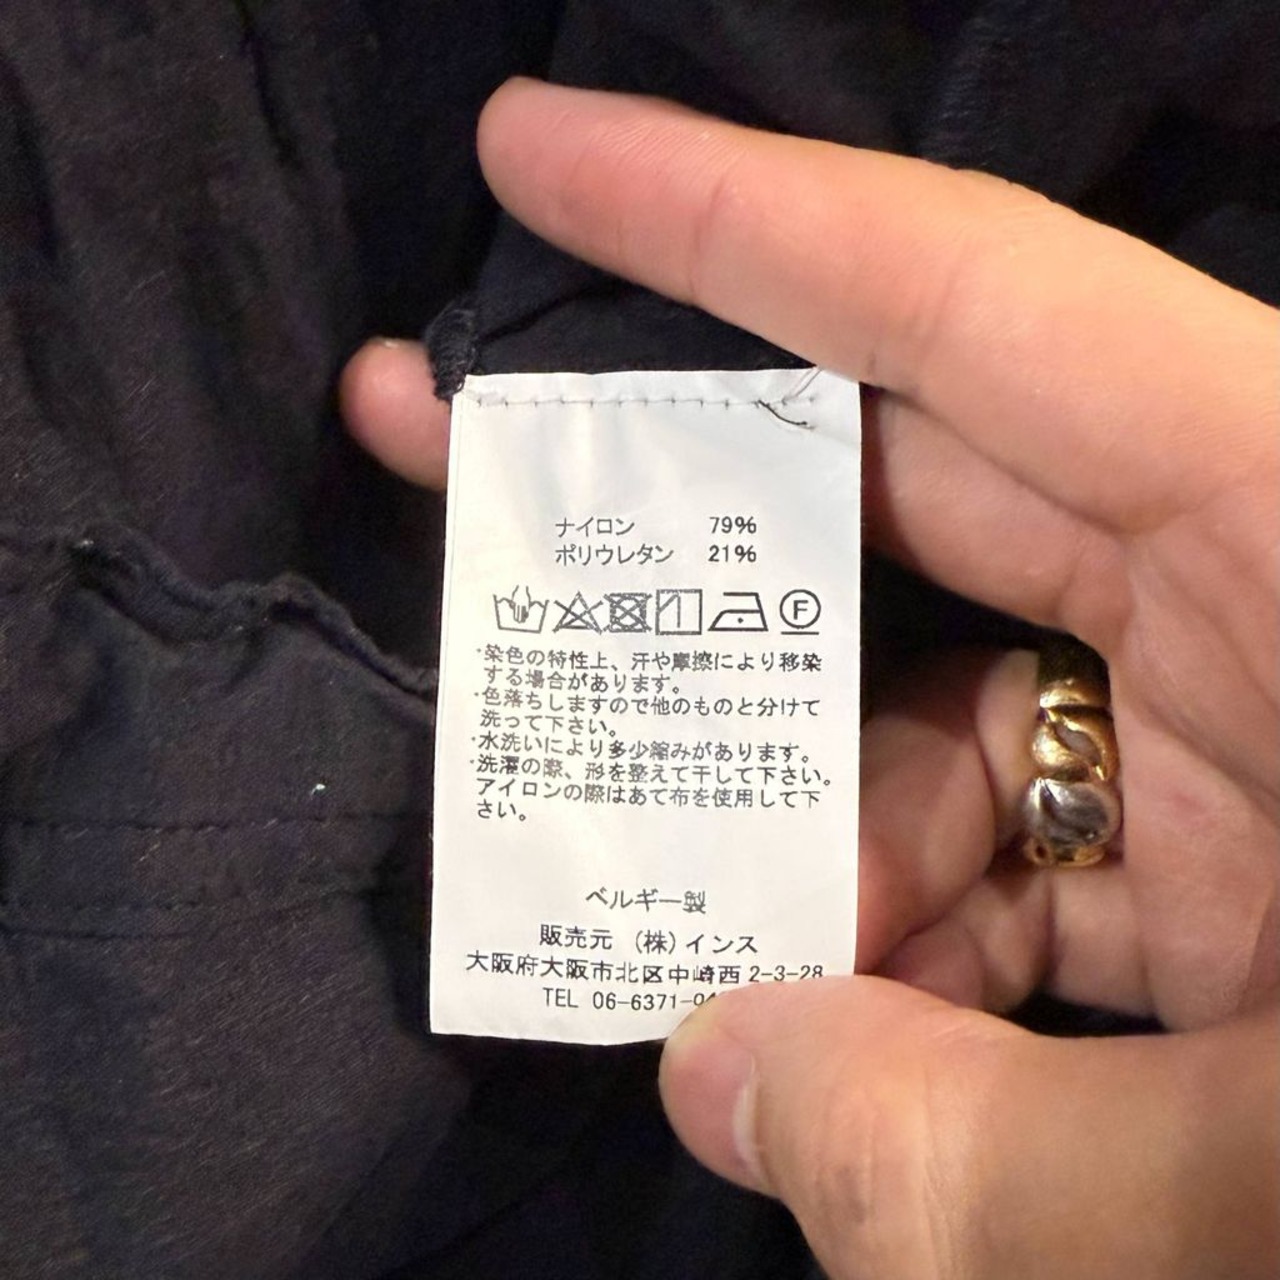 ナイロン 79%
ポリウレタン 21%
F
・染色の特性上、汗や摩擦により移染
する場合があります。
・色落ちしますので他のものと分けて
洗って下さい。
・水洗いにより多少縮みがあります。
・洗濯の際、形を整えて干して下さい。
アイロンの際はあて布を使用して下
さい。
ベルギー製
販売元 (株)インス
大阪府大阪市北区中崎西 2-3-28
TEL 06-6371-